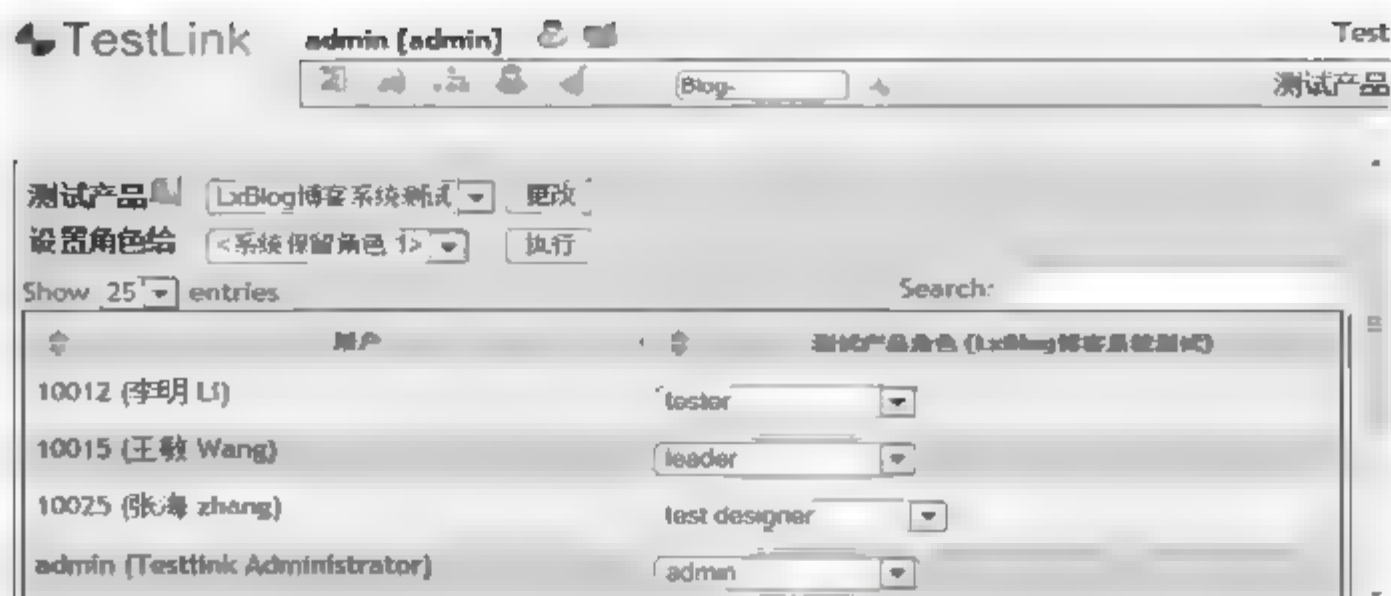 TestLink admin [admin] Test
Blog- 测试产品
测试产品 LxBlog博客系统测试 更改
设置角色给 <系统保留角色 1> 执行
Show 25 entries Search:
用户 测试产品角色 (LxBlog博客系统测试)
10012 (李明 Li) tester
10015 (王敏 Wang) leader
10025 (张海 zhang) test designer
admin (Testlink Administrator) admin